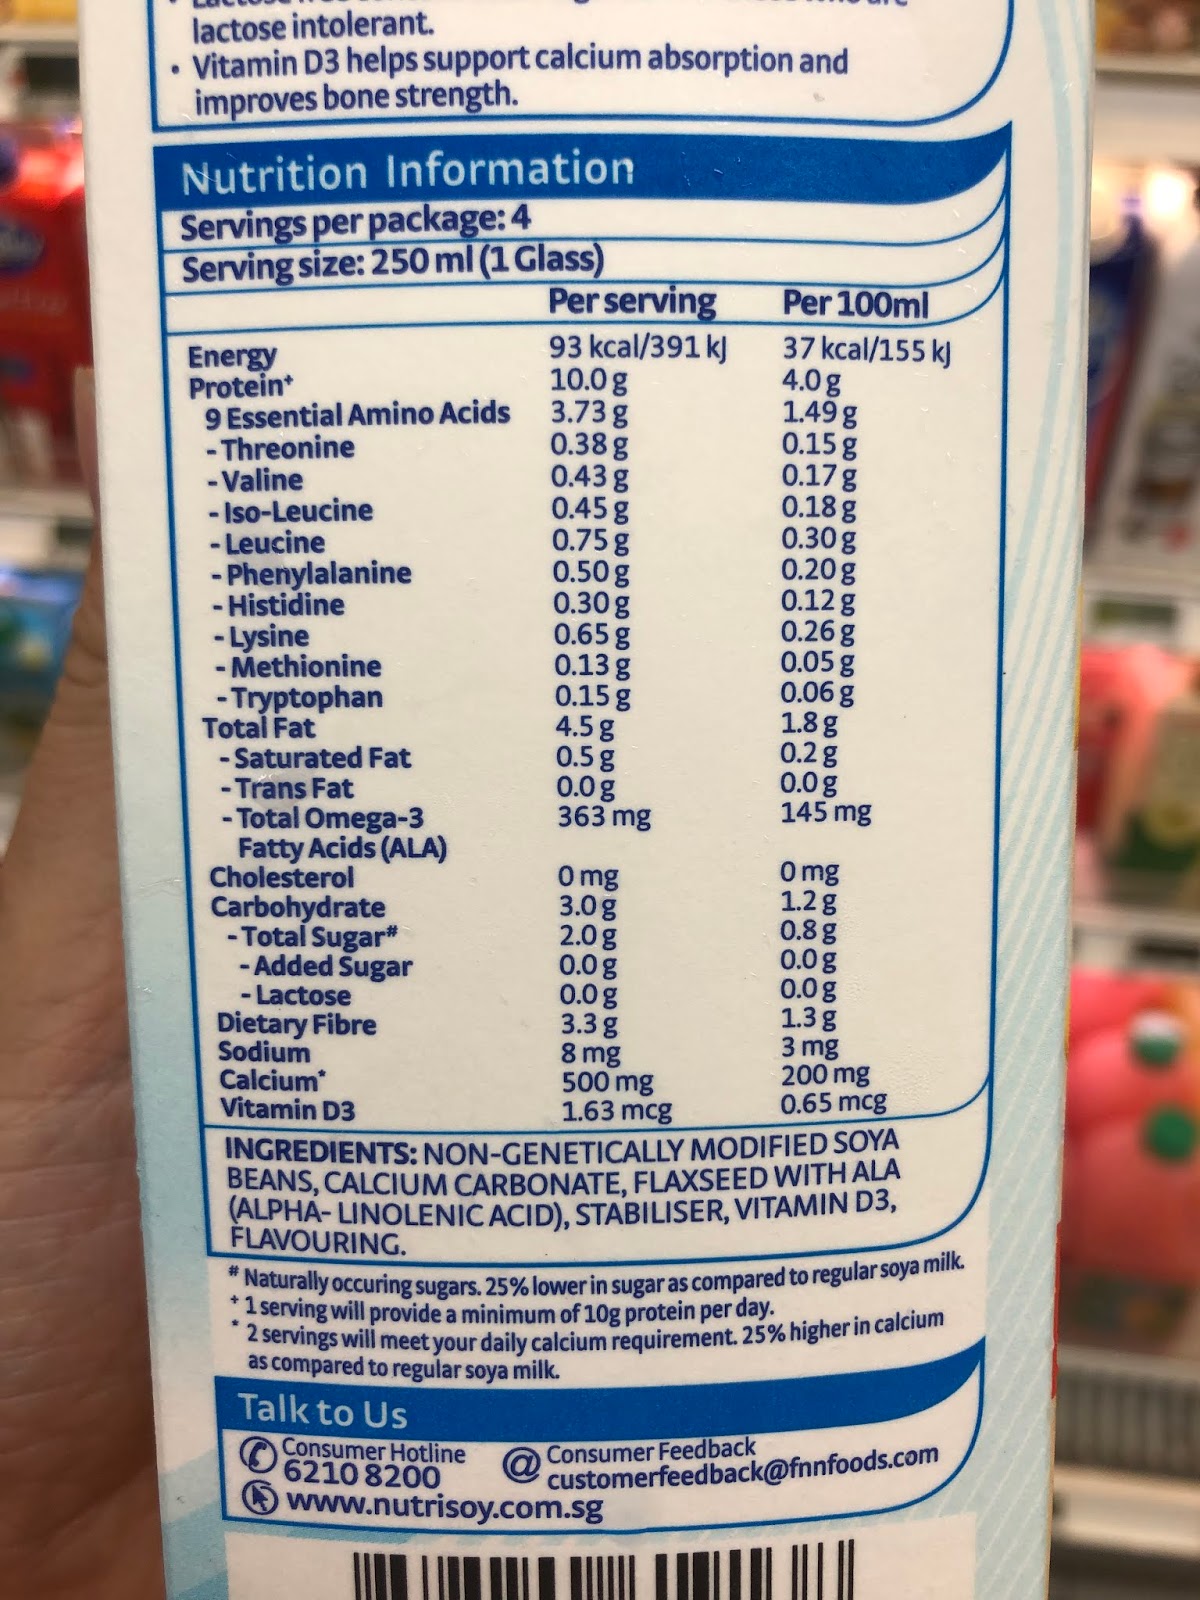 lactose intolerant.
• Vitamin D3 helps support calcium absorption and
improves bone strength.
Nutrition Information
Servings per package: 4
Serving size: 250 ml (1 Glass)
Per serving Per 100ml
Energy 93 kcal/391 kJ 37 kcal/155 kJ
Protein+ 10.0 g 4.0 g
9 Essential Amino Acids 3.73 g 1.49 g
- Threonine 0.38 g 0.15 g
- Valine 0.43 g 0.17 g
- Iso-Leucine 0.45 g 0.18 g
- Leucine 0.75 g 0.30 g
- Phenylalanine 0.50 g 0.20 g
- Histidine 0.30 g 0.12 g
- Lysine 0.65 g 0.26 g
- Methionine 0.13 g 0.05 g
- Tryptophan 0.15 g 0.06 g
Total Fat 4.5 g 1.8 g
- Saturated Fat 0.5 g 0.2 g
- Trans Fat 0.0 g 0.0 g
- Total Omega-3 363 mg 145 mg
Fatty Acids (ALA)
Cholesterol 0 mg 0 mg
Carbohydrate 3.0 g 1.2 g
- Total Sugar# 2.0 g 0.8 g
- Added Sugar 0.0 g 0.0 g
- Lactose 0.0 g 0.0 g
Dietary Fibre 3.3 g 1.3 g
Sodium 8 mg 3 mg
Calcium* 500 mg 200 mg
Vitamin D3 1.63 mcg 0.65 mcg
INGREDIENTS: NON-GENETICALLY MODIFIED SOYA
BEANS, CALCIUM CARBONATE, FLAXSEED WITH ALA
(ALPHA- LINOLENIC ACID), STABILISER, VITAMIN D3,
FLAVOURING.
# Naturally occuring sugars. 25% lower in sugar as compared to regular soya milk.
+ 1 serving will provide a minimum of 10g protein per day.
* 2 servings will meet your daily calcium requirement. 25% higher in calcium
as compared to regular soya milk.
Talk to Us
Consumer Hotline @ Consumer Feedback
6210 8200 customerfeedback@fnnfoods.com
www.nutrisoy.com.sg